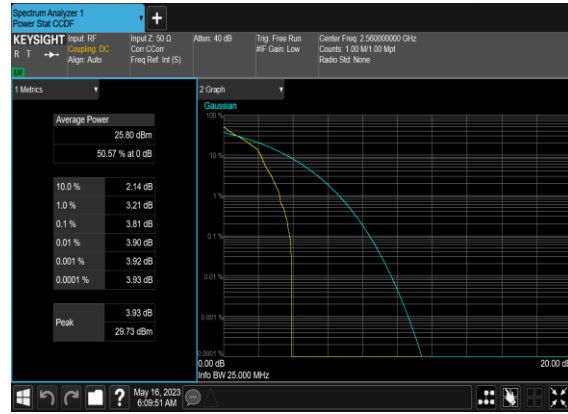 Spectrum Analyzer 1
Power Stat CCDF
KEYSIGHT
R T
LW
Input: RF
Coupling: DC
Align: Auto
Input Z: 50 Ω
Corr CCorr
Freq Ref: Int (S)
Atten: 40 dB
Trig: Free Run
#IF Gain: Low
Center Freq: 2.560000000 GHz
Counts: 1.00 M/1.00 Mpt
Radio Std: None
1 Metrics
Average Power
25.80 dBm
50.57 % at 0 dB
10.0 % 2.14 dB
1.0 % 3.21 dB
0.1 % 3.81 dB
0.01 % 3.90 dB
0.001 % 3.92 dB
0.0001 % 3.93 dB
Peak
3.93 dB
29.73 dBm
2 Graph
Gaussian
100 %
10 %
1 %
0.1 %
0.01 %
0.001 %
0.0001 %
0.00 dB
20.00 dB
Info BW 25.000 MHz
?
May 16, 2023
6:09:51 AM